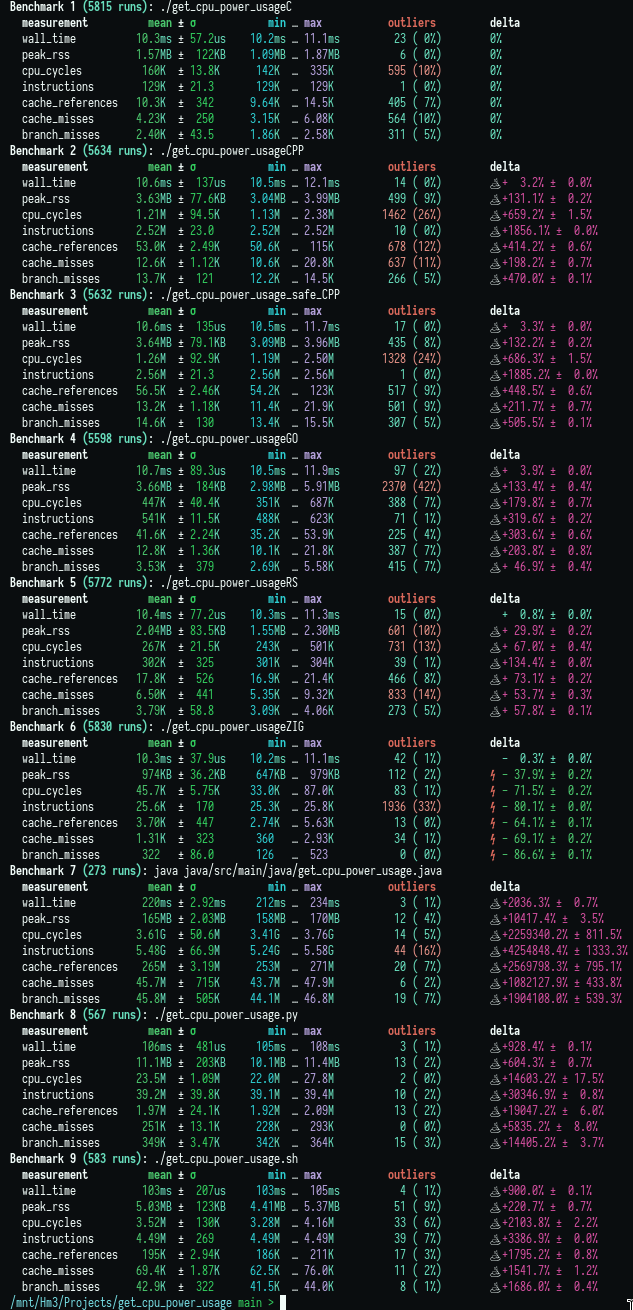 Benchmark 1 (5815 runs): ./get_cpu_power_usageC
measurement mean ± σ min … max outliers delta
wall_time 10.3ms ± 57.2us 10.2ms … 11.1ms 23 ( 0%) 0%
peak_rss 1.57MB ± 122KB 1.09MB … 1.87MB 6 ( 0%) 0%
cpu_cycles 160K ± 13.8K 142K … 335K 595 (10%) 0%
instructions 129K ± 21.3 129K … 129K 1 ( 0%) 0%
cache_references 10.3K ± 342 9.64K … 14.5K 405 ( 7%) 0%
cache_misses 4.23K ± 250 3.15K … 6.08K 564 (10%) 0%
branch_misses 2.40K ± 43.5 1.86K … 2.58K 311 ( 5%) 0%
Benchmark 2 (5634 runs): ./get_cpu_power_usageCPP
measurement mean ± σ min … max outliers delta
wall_time 10.6ms ± 137us 10.5ms … 12.1ms 14 ( 0%) 💩+ 3.2% ± 0.0%
peak_rss 3.63MB ± 77.6KB 3.04MB … 3.99MB 499 ( 9%) 💩+131.1% ± 0.2%
cpu_cycles 1.21M ± 94.5K 1.13M … 2.38M 1462 (26%) 💩+659.2% ± 1.5%
instructions 2.52M ± 23.0 2.52M … 2.52M 10 ( 0%) 💩+1856.1% ± 0.0%
cache_references 53.0K ± 2.49K 50.6K … 115K 678 (12%) 💩+414.2% ± 0.6%
cache_misses 12.6K ± 1.12K 10.6K … 20.8K 637 (11%) 💩+198.2% ± 0.7%
branch_misses 13.7K ± 121 12.2K … 14.5K 266 ( 5%) 💩+470.0% ± 0.1%
Benchmark 3 (5632 runs): ./get_cpu_power_usage_safe_CPP
measurement mean ± σ min … max outliers delta
wall_time 10.6ms ± 135us 10.5ms … 11.7ms 17 ( 0%) 💩+ 3.3% ± 0.0%
peak_rss 3.64MB ± 79.1KB 3.09MB … 3.96MB 435 ( 8%) 💩+132.2% ± 0.2%
cpu_cycles 1.26M ± 92.9K 1.19M … 2.50M 1328 (24%) 💩+686.3% ± 1.5%
instructions 2.56M ± 21.3 2.56M … 2.56M 1 ( 0%) 💩+1885.2% ± 0.0%
cache_references 56.5K ± 2.46K 54.2K … 123K 517 ( 9%) 💩+448.5% ± 0.6%
cache_misses 13.2K ± 1.18K 11.4K … 21.9K 501 ( 9%) 💩+211.7% ± 0.7%
branch_misses 14.6K ± 130 13.4K … 15.5K 307 ( 5%) 💩+505.5% ± 0.1%
Benchmark 4 (5598 runs): ./get_cpu_power_usageGO
measurement mean ± σ min … max outliers delta
wall_time 10.7ms ± 89.3us 10.5ms … 11.9ms 97 ( 2%) 💩+ 3.9% ± 0.0%
peak_rss 3.66MB ± 184KB 2.98MB … 5.91MB 2370 (42%) 💩+133.4% ± 0.4%
cpu_cycles 447K ± 40.4K 351K … 687K 388 ( 7%) 💩+179.8% ± 0.7%
instructions 541K ± 11.5K 488K … 623K 71 ( 1%) 💩+319.6% ± 0.2%
cache_references 41.6K ± 2.24K 35.2K … 53.9K 225 ( 4%) 💩+303.6% ± 0.6%
cache_misses 12.8K ± 1.36K 10.1K … 21.8K 387 ( 7%) 💩+203.8% ± 0.8%
branch_misses 3.53K ± 379 2.69K … 5.58K 415 ( 7%) 💩+ 46.9% ± 0.4%
Benchmark 5 (5772 runs): ./get_cpu_power_usageRS
measurement mean ± σ min … max outliers delta
wall_time 10.4ms ± 77.2us 10.3ms … 11.3ms 15 ( 0%) + 0.8% ± 0.0%
peak_rss 2.04MB ± 83.5KB 1.55MB … 2.30MB 601 (10%) 💩+ 29.9% ± 0.2%
cpu_cycles 267K ± 21.5K 243K … 501K 731 (13%) 💩+ 67.0% ± 0.4%
instructions 302K ± 325 301K … 304K 39 ( 1%) 💩+134.4% ± 0.0%
cache_references 17.8K ± 526 16.9K … 21.4K 466 ( 8%) 💩+ 73.1% ± 0.2%
cache_misses 6.50K ± 441 5.35K … 9.32K 833 (14%) 💩+ 53.7% ± 0.3%
branch_misses 3.79K ± 58.8 3.09K … 4.06K 273 ( 5%) 💩+ 57.8% ± 0.1%
Benchmark 6 (5830 runs): ./get_cpu_power_usageZIG
measurement mean ± σ min … max outliers delta
wall_time 10.3ms ± 37.9us 10.2ms … 11.1ms 42 ( 1%) - 0.3% ± 0.0%
peak_rss 974KB ± 36.2KB 647KB … 979KB 112 ( 2%) ⚡- 37.9% ± 0.2%
cpu_cycles 45.7K ± 5.75K 33.0K … 87.0K 83 ( 1%) ⚡- 71.5% ± 0.2%
instructions 25.6K ± 170 25.3K … 25.8K 1936 (33%) ⚡- 80.1% ± 0.0%
cache_references 3.70K ± 447 2.74K … 5.63K 13 ( 0%) ⚡- 64.1% ± 0.1%
cache_misses 1.31K ± 323 360 … 2.93K 34 ( 1%) ⚡- 69.1% ± 0.2%
branch_misses 322 ± 86.0 126 … 523 0 ( 0%) ⚡- 86.6% ± 0.1%
Benchmark 7 (273 runs): java java/src/main/java/get_cpu_power_usage.java
measurement mean ± σ min … max outliers delta
wall_time 220ms ± 2.92ms 212ms … 234ms 3 ( 1%) 💩+2036.3% ± 0.7%
peak_rss 165MB ± 2.03MB 158MB … 170MB 12 ( 4%) 💩+10417.4% ± 3.5%
cpu_cycles 3.61G ± 50.6M 3.41G … 3.76G 14 ( 5%) 💩+2259340.2% ± 811.5%
instructions 5.48G ± 66.9M 5.24G … 5.58G 44 (16%) 💩+4254848.4% ± 1333.3%
cache_references 265M ± 3.19M 253M … 271M 20 ( 7%) 💩+2569798.3% ± 795.1%
cache_misses 45.7M ± 715K 43.7M … 47.9M 6 ( 2%) 💩+1082127.9% ± 433.8%
branch_misses 45.8M ± 505K 44.1M … 46.8M 19 ( 7%) 💩+1904108.0% ± 539.3%
Benchmark 8 (567 runs): ./get_cpu_power_usage.py
measurement mean ± σ min … max outliers delta
wall_time 106ms ± 481us 105ms … 108ms 3 ( 1%) 💩+928.4% ± 0.1%
peak_rss 11.1MB ± 203KB 10.1MB … 11.4MB 13 ( 2%) 💩+604.3% ± 0.7%
cpu_cycles 23.5M ± 1.09M 22.0M … 27.8M 2 ( 0%) 💩+14603.2% ± 17.5%
instructions 39.2M ± 39.8K 39.1M … 39.4M 10 ( 2%) 💩+30346.9% ± 0.8%
cache_references 1.97M ± 24.1K 1.92M … 2.09M 13 ( 2%) 💩+19047.2% ± 6.0%
cache_misses 251K ± 13.1K 228K … 293K 0 ( 0%) 💩+5835.2% ± 8.0%
branch_misses 349K ± 3.47K 342K … 364K 15 ( 3%) 💩+14405.2% ± 3.7%
Benchmark 9 (583 runs): ./get_cpu_power_usage.sh
measurement mean ± σ min … max outliers delta
wall_time 103ms ± 207us 103ms … 105ms 4 ( 1%) 💩+900.0% ± 0.1%
peak_rss 5.03MB ± 123KB 4.41MB … 5.37MB 51 ( 9%) 💩+220.7% ± 0.7%
cpu_cycles 3.52M ± 130K 3.28M … 4.16M 33 ( 6%) 💩+2103.8% ± 2.2%
instructions 4.49M ± 269 4.49M … 4.49M 39 ( 7%) 💩+3386.9% ± 0.0%
cache_references 195K ± 2.94K 186K … 211K 17 ( 3%) 💩+1795.2% ± 0.8%
cache_misses 69.4K ± 1.87K 62.5K … 76.0K 11 ( 2%) 💩+1541.7% ± 1.2%
branch_misses 42.9K ± 322 41.5K … 44.0K 8 ( 1%) 💩+1686.0% ± 0.4%
/mnt/Hm3/Projects/get_cpu_power_usage main >